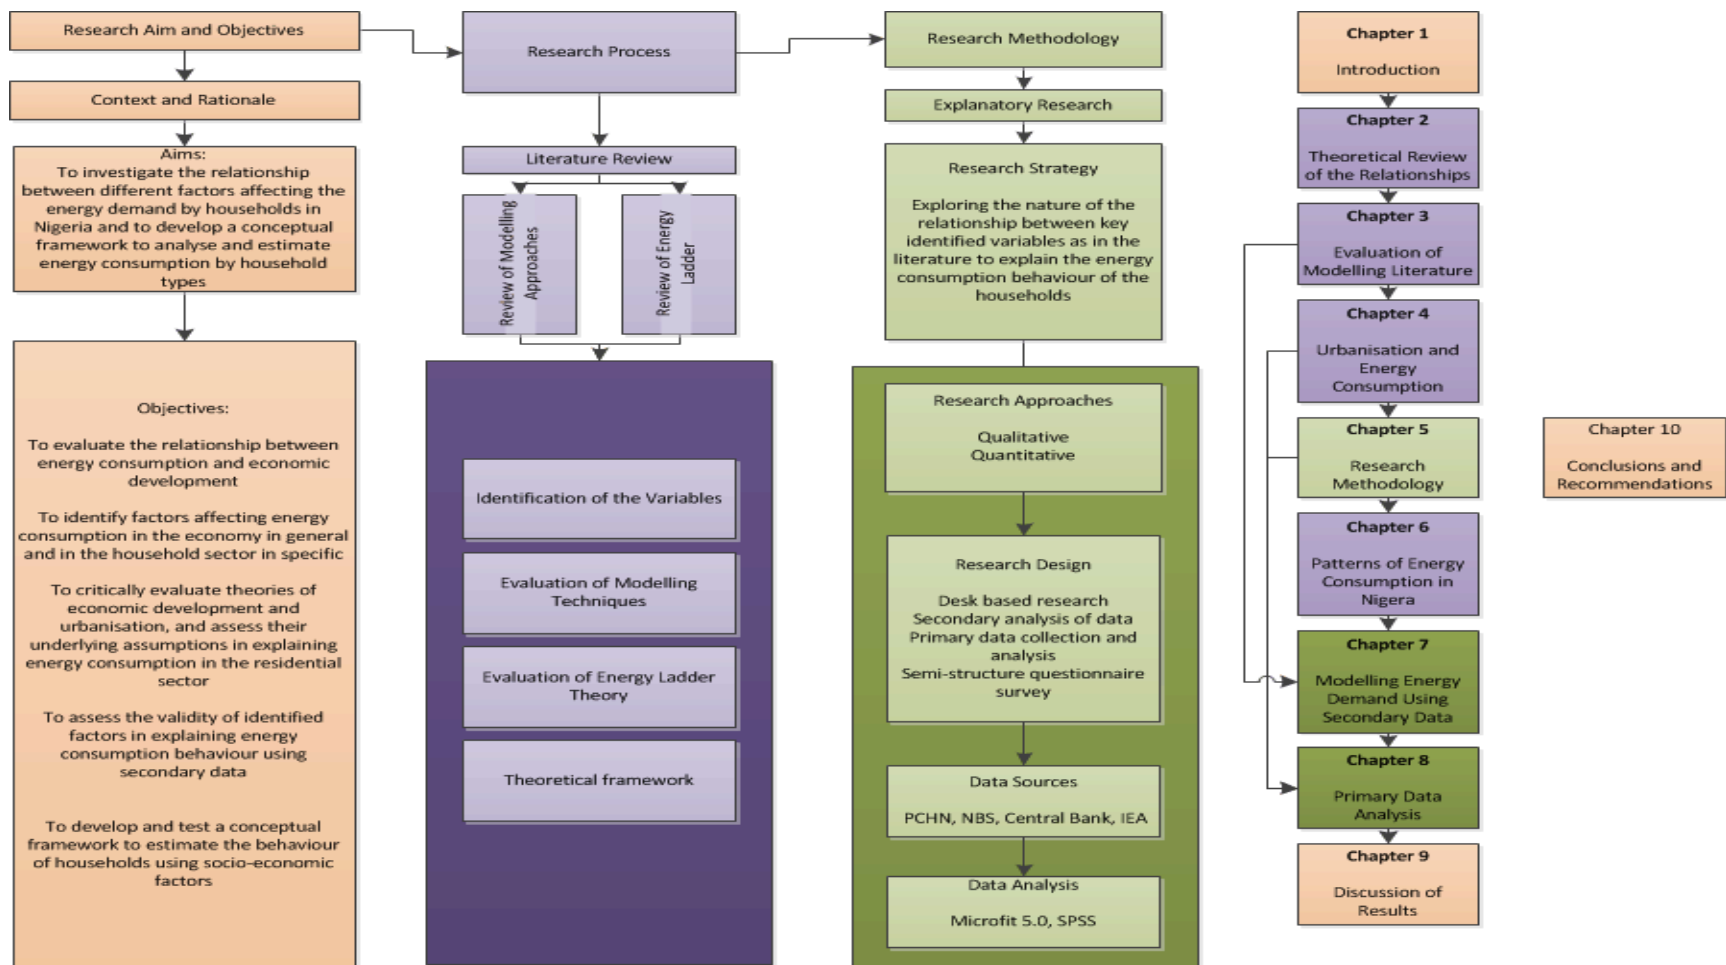 Research Aim and Objectives
Context and Rationale
Aims:
To investigate the relationship
between different factors affecting the
energy demand by households in
Nigeria and to develop a conceptual
framework to analyse and estimate
energy consumption by household
types
Objectives:
To evaluate the relationship between
energy consumption and economic
development
To identify factors affecting energy
consumption in the economy in general
and in the household sector in specific
To critically evaluate theories of
economic development and
urbanisation, and assess their
underlying assumptions in explaining
energy consumption in the residential
sector
To assess the validity of identified
factors in explaining energy
consumption behaviour using
secondary data
To develop and test a conceptual
framework to estimate the behaviour
of households using socio-economic
factors
Research Process
Literature Review
Review of Modelling
Approaches
Review of Energy
Ladder
Identification of the Variables
Evaluation of Modelling
Techniques
Evaluation of Energy Ladder
Theory
Theoretical framework
Research Methodology
Explanatory Research
Research Strategy
Exploring the nature of the
relationship between key
identified variables as in the
literature to explain the energy
consumption behaviour of the
households
Research Approaches
Qualitative
Quantitative
Research Design
Desk based research
Secondary analysis of data
Primary data collection and
analysis
Semi-structure questionnaire
survey
Data Sources
PCHN, NBS, Central Bank, IEA
Data Analysis
Microfit 5.0, SPSS
Chapter 1
Introduction
Chapter 2
Theoretical Review
of the Relationships
Chapter 3
Evaluation of
Modelling Literature
Chapter 4
Urbanisation and
Energy
Consumption
Chapter 5
Research
Methodology
Chapter 6
Patterns of Energy
Consumption in
Nigera
Chapter 7
Modelling Energy
Demand Using
Secondary Data
Chapter 8
Primary Data
Analysis
Chapter 9
Discussion of
Results
Chapter 10
Conclusions and
Recommendations